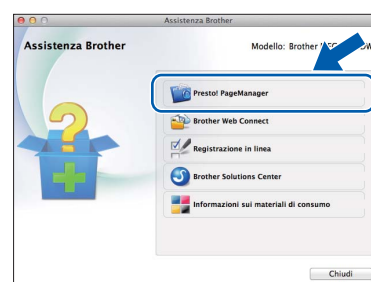 Assistenza Brother
Assistenza Brother
Modello: Brother
Presto! PageManager
Brother Web Connect
Registrazione in linea
Brother Solutions Center
Informazioni sui materiali di consumo
Chiudi